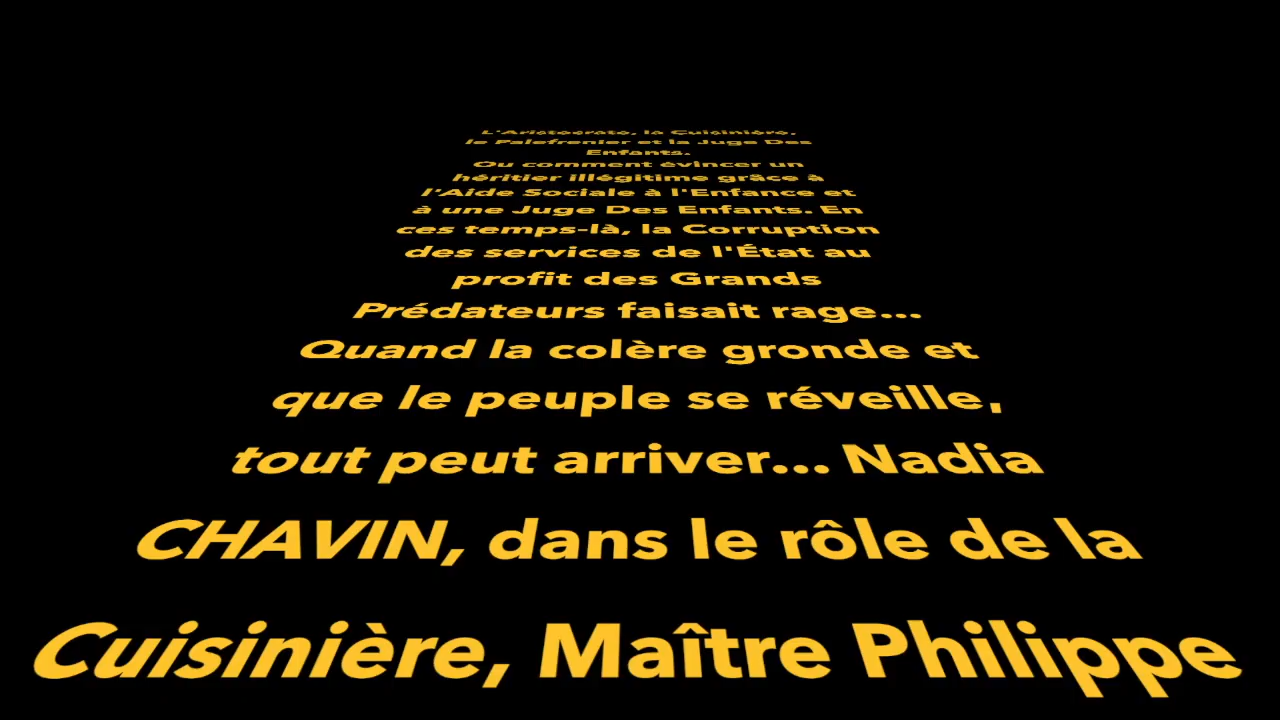 L'Aristocrate, la Cuisinière,
le Palefrenier et la Juge Des
Enfants.
Ou comment évincer un
héritier illégitime grâce à
l'Aide Sociale à l'Enfance et
à une Juge Des Enfants. En
ces temps-là, la Corruption
des services de l'État au
profit des Grands
Prédateurs faisait rage...
Quand la colère gronde et
que le peuple se réveille,
tout peut arriver... Nadia
CHAVIN, dans le rôle de la
Cuisinière, Maître Philippe